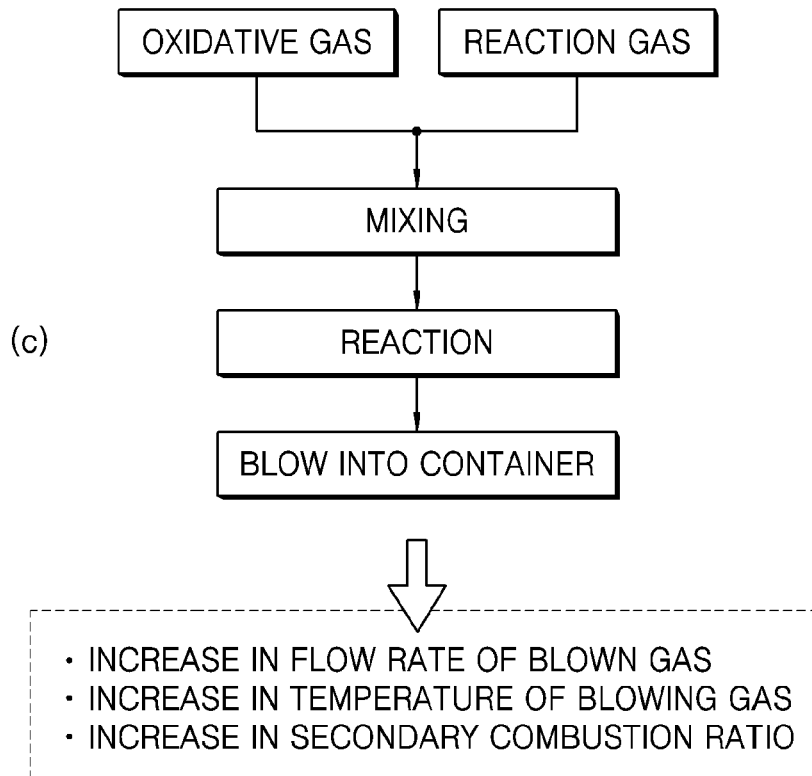 OXIDATIVE GAS
REACTION GAS
MIXING
(c)
REACTION
BLOW INTO CONTAINER
· INCREASE IN FLOW RATE OF BLOWN GAS
· INCREASE IN TEMPERATURE OF BLOWING GAS
· INCREASE IN SECONDARY COMBUSTION RATIO